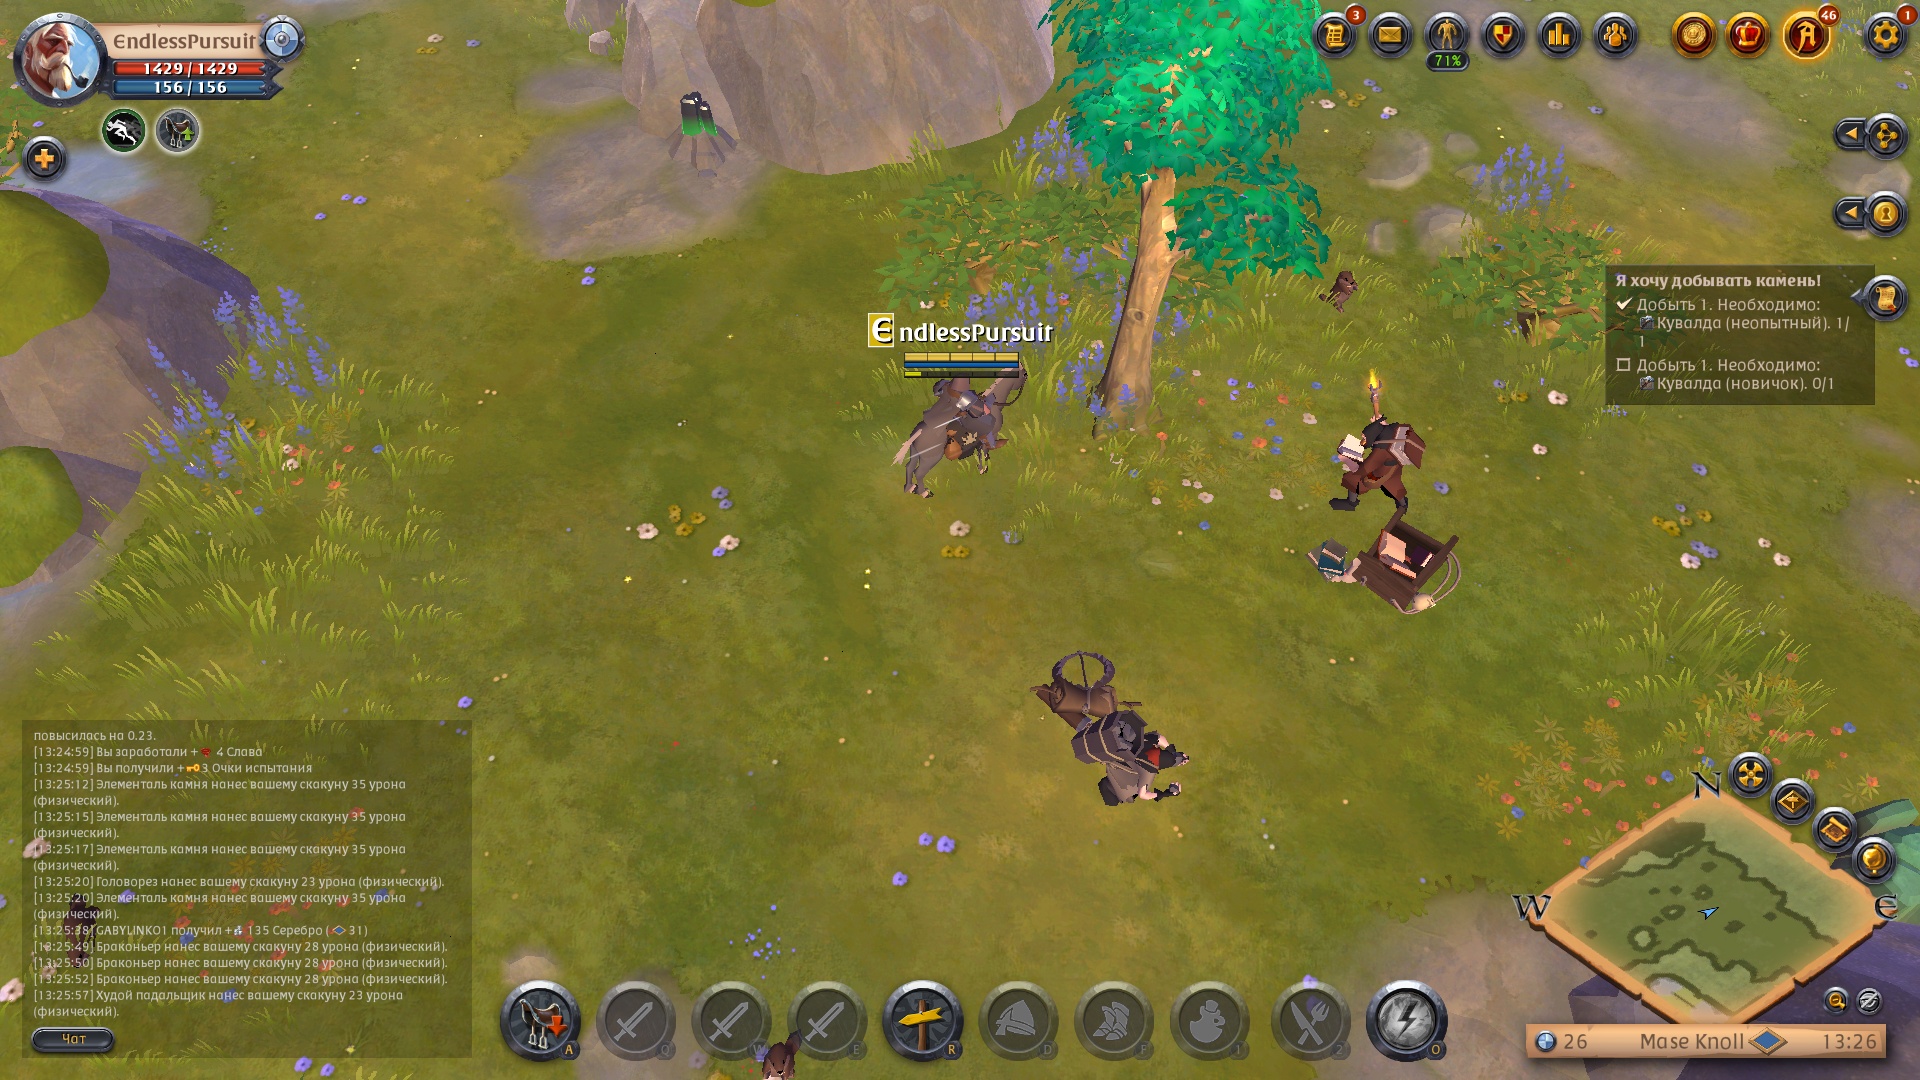 EndlessPursuit
1429 / 1429
156 / 156
3
71%
46
1
EndlessPursuit
Я хочу добывать камень!
Добыть 1. Необходимо:
Кувалда (неопытный). 1/
1
Добыть 1. Необходимо:
Кувалда (новичок). 0/1
повысилась на 0.23.
[13:24:59] Вы заработали + 4 Слава
[13:24:59] Вы получили + 3 Очки испытания
[13:25:12] Элементаль камня нанес вашему скакуну 35 урона
(физический).
[13:25:15] Элементаль камня нанес вашему скакуну 35 урона
(физический).
[13:25:17] Элементаль камня нанес вашему скакуну 35 урона
(физический).
[13:25:20] Головорез нанес вашему скакуну 23 урона (физический).
[13:25:20] Элементаль камня нанес вашему скакуну 35 урона
(физический).
[13:25:38] GABYLINKO1 получил + 135 Серебро ( 31)
[13:25:49] Браконьер нанес вашему скакуну 28 урона (физический).
[13:25:50] Браконьер нанес вашему скакуну 28 урона (физический).
[13:25:52] Браконьер нанес вашему скакуну 28 урона (физический).
[13:25:57] Худой падальщик нанес вашему скакуну 23 урона
(физический).
Чат
A Q W E R D F 1 2 O
N
W E
26 Mase Knoll 13:26